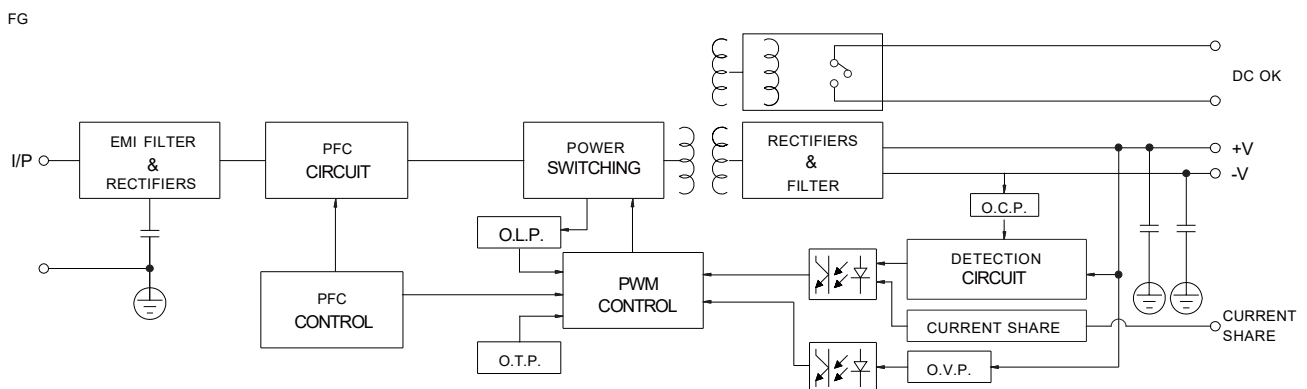 FG
DC OK
I/P
EMI FILTER
&
RECTIFIERS
PFC
CIRCUIT
POWER
SWITCHING
RECTIFIERS
&
FILTER
+V
-V
O.C.P.
O.L.P.
DETECTION
CIRCUIT
PFC
CONTROL
PWM
CONTROL
CURRENT SHARE
CURRENT
SHARE
O.T.P.
O.V.P.